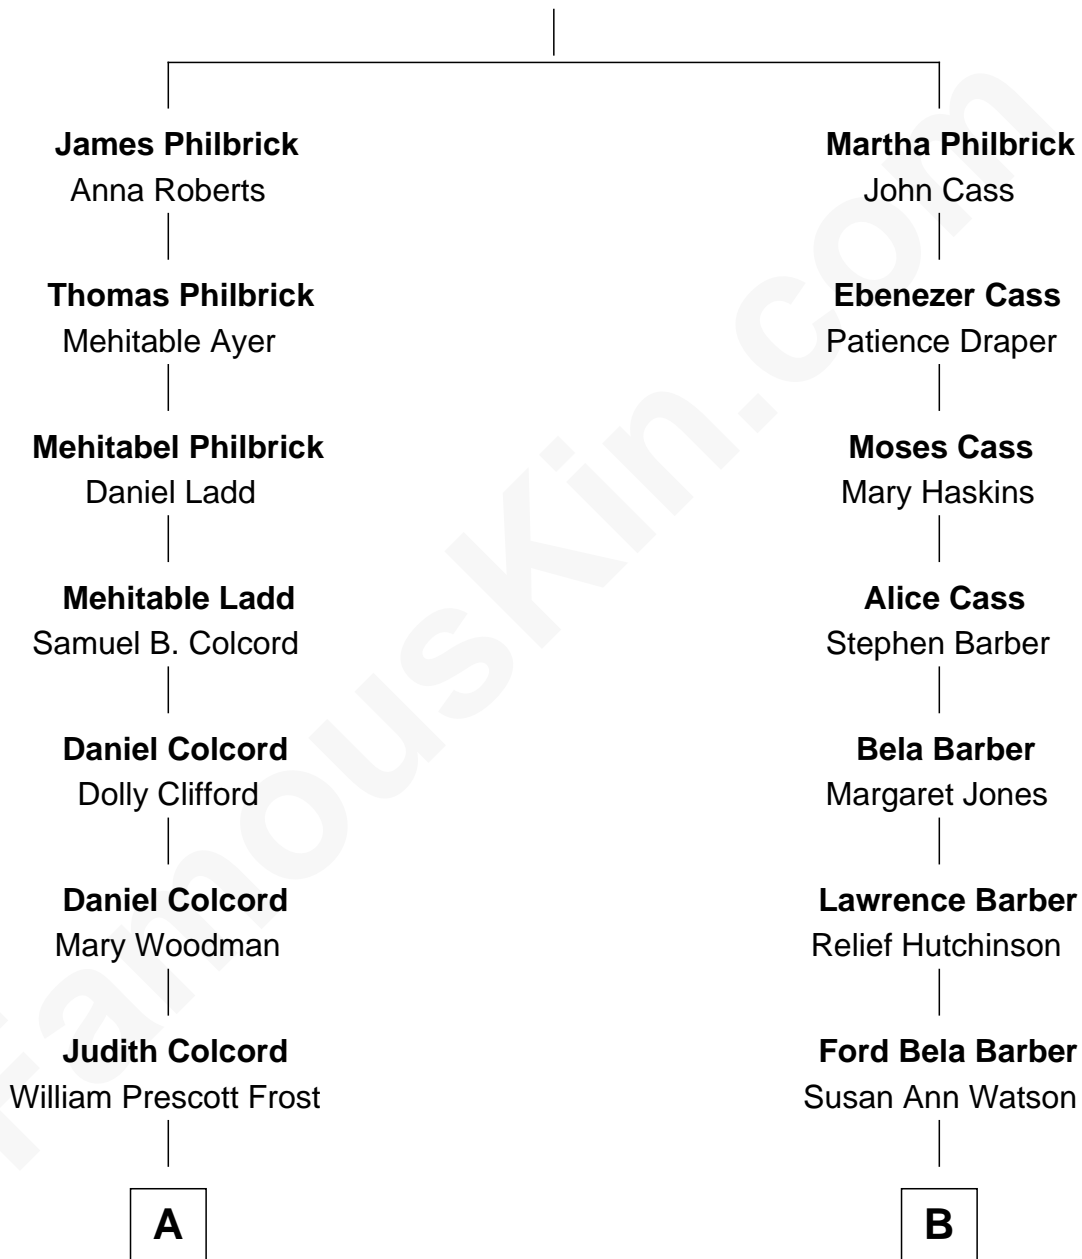 James Philbrick
Anna Roberts
Thomas Philbrick
Mehitable Ayer
Mehitabel Philbrick
Daniel Ladd
Mehitable Ladd
Samuel B. Colcord
Daniel Colcord
Dolly Clifford
Daniel Colcord
Mary Woodman
Judith Colcord
William Prescott Frost
A
Martha Philbrick
John Cass
Ebenezer Cass
Patience Draper
Moses Cass
Mary Haskins
Alice Cass
Stephen Barber
Bela Barber
Margaret Jones
Lawrence Barber
Relief Hutchinson
Ford Bela Barber
Susan Ann Watson
B
FamousKin.com